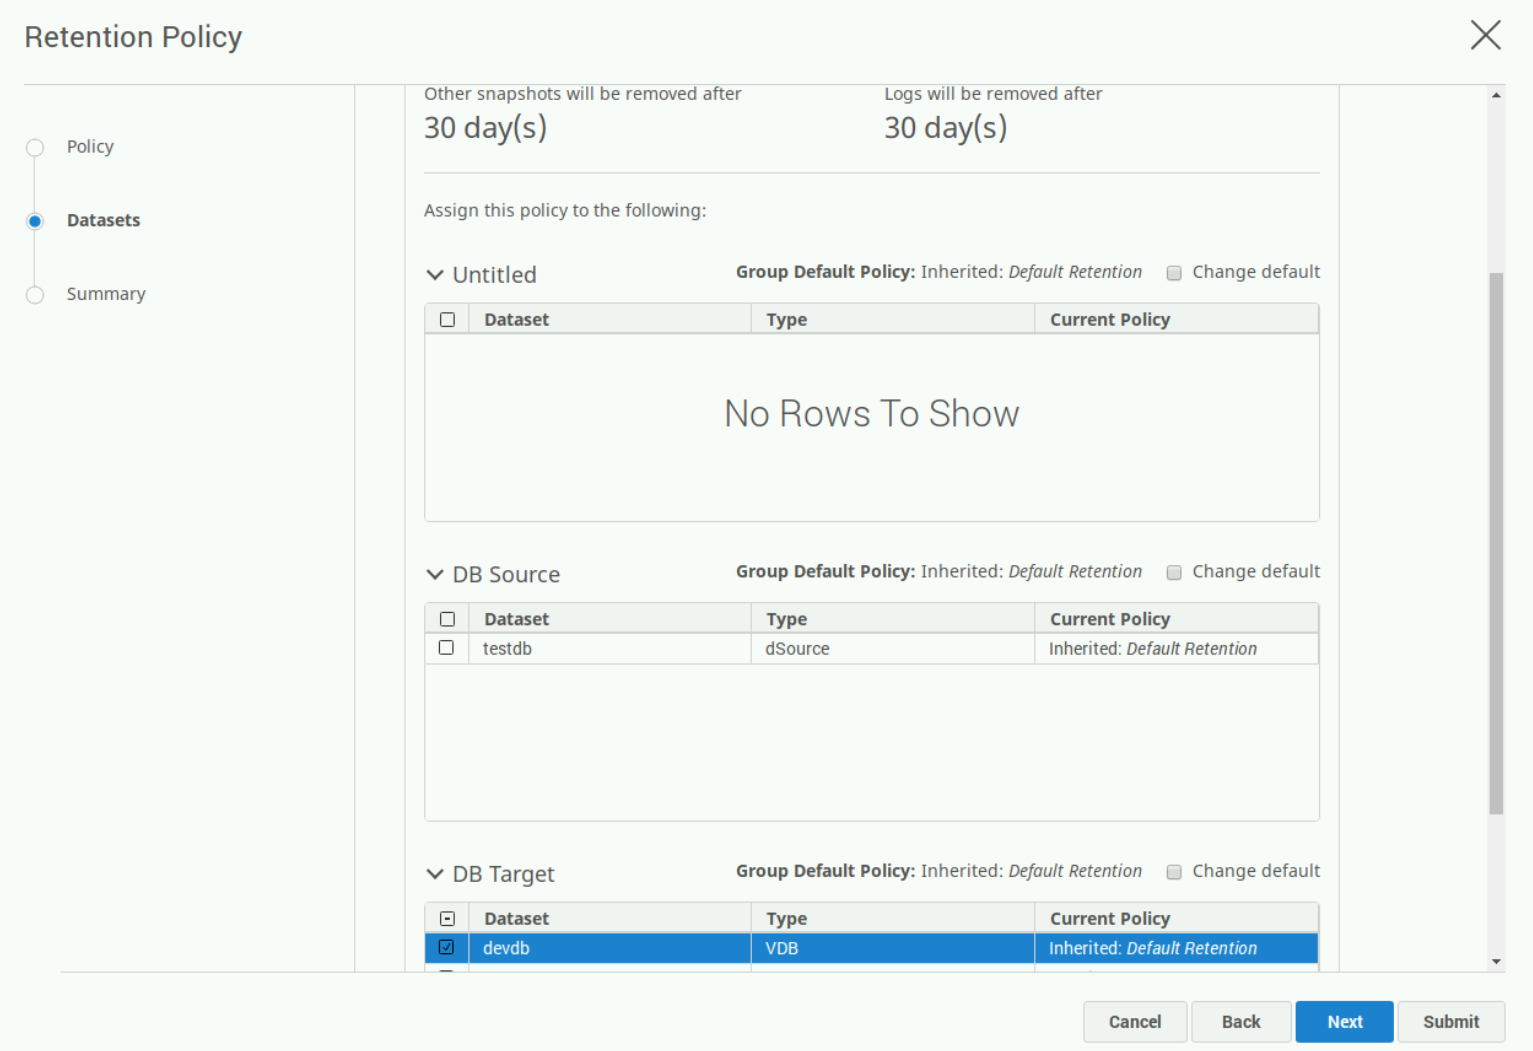 Retention Policy
Policy
Datasets
Summary
Other snapshots will be removed after Logs will be removed after
30 day(s) 30 day(s)
Assign this policy to the following:
Untitled Group Default Policy: Inherited: Default Retention Change default
Dataset Type Current Policy
No Rows To Show
DB Source Group Default Policy: Inherited: Default Retention Change default
Dataset Type Current Policy
testdb dSource Inherited: Default Retention
DB Target Group Default Policy: Inherited: Default Retention Change default
Dataset Type Current Policy
devdb VDB Inherited: Default Retention
Cancel Back Next Submit